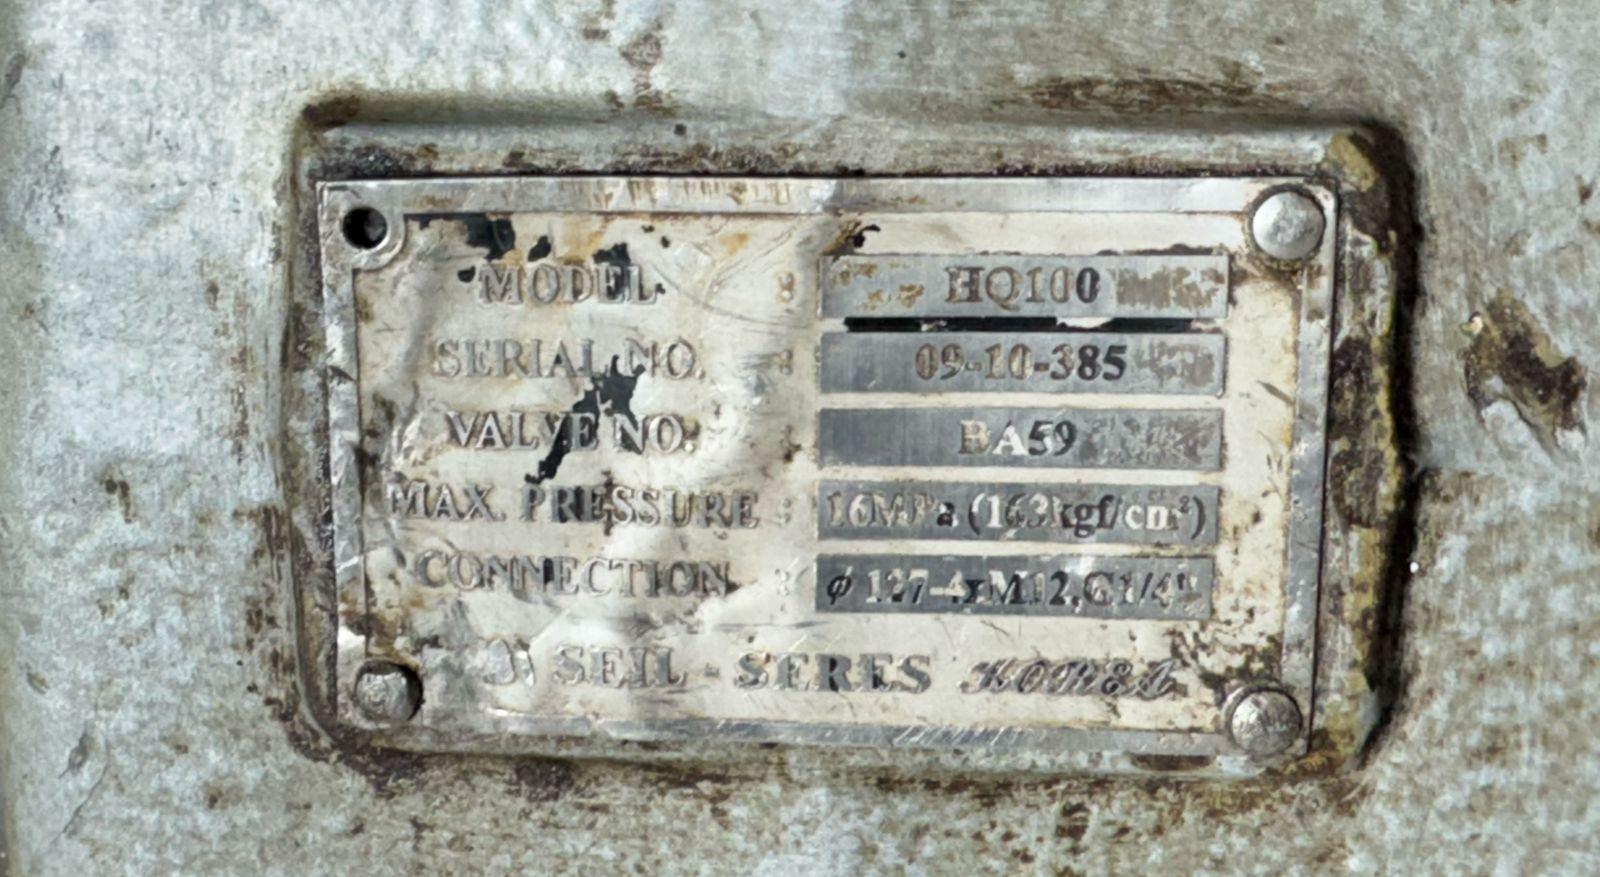 MODEL : HQ100
SERIAL NO. : 09-10-385
VALVE NO. : BA59
MAX. PRESSURE : 16MPa (163kgf/cm²)
CONNECTION : φ 127-4xM12,G1/4"
SEIL - SERES KOREA